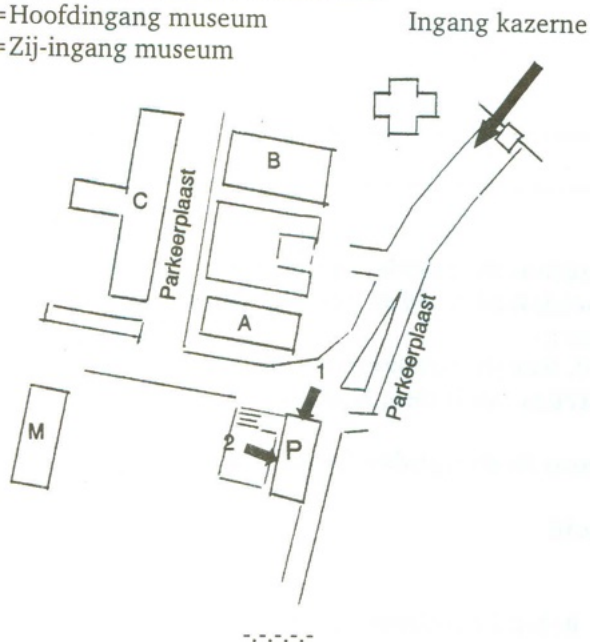 =Hoofdingang museum
=Zij-ingang museum
Ingang kazerne
B
C
Parkeerplaast
A
1
Parkeerplaast
M
2
P
-.-.-.-.-